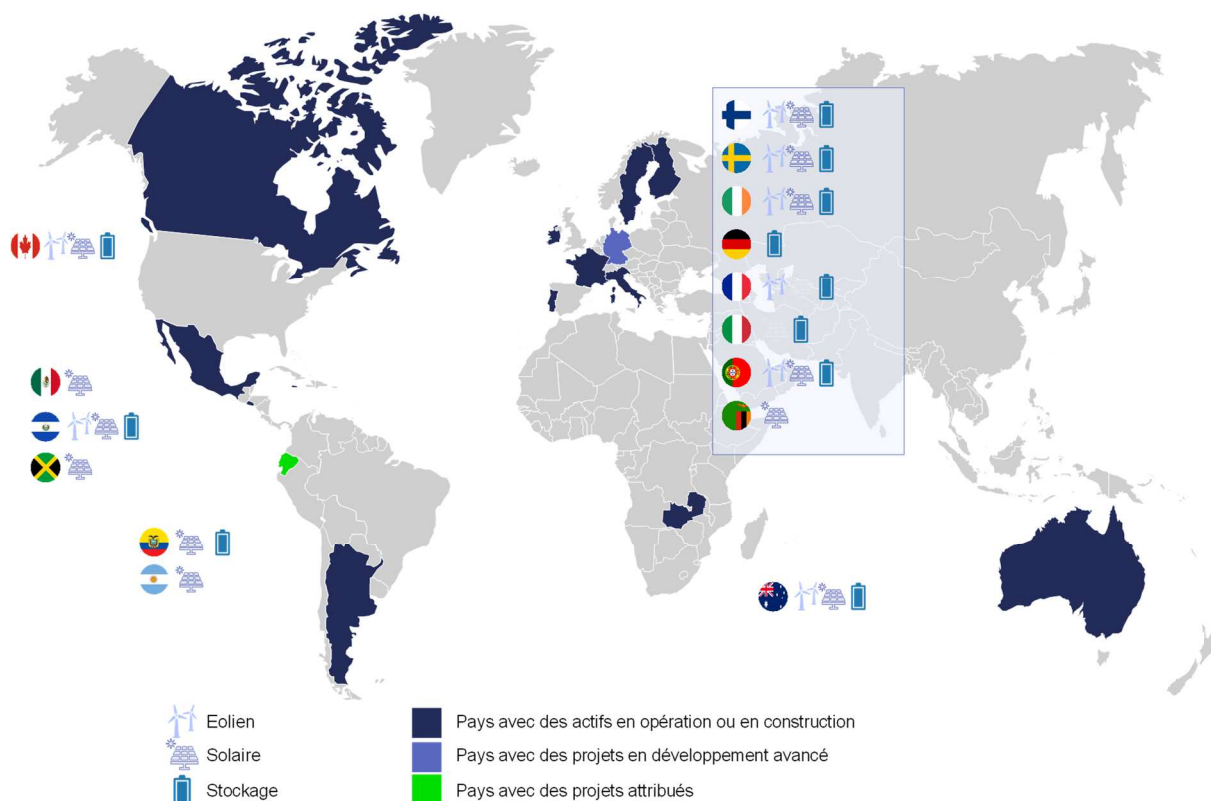 Eolien
Pays avec des actifs en opération ou en construction
Solaire
Pays avec des projets en développement avancé
Stockage
Pays avec des projets attribués